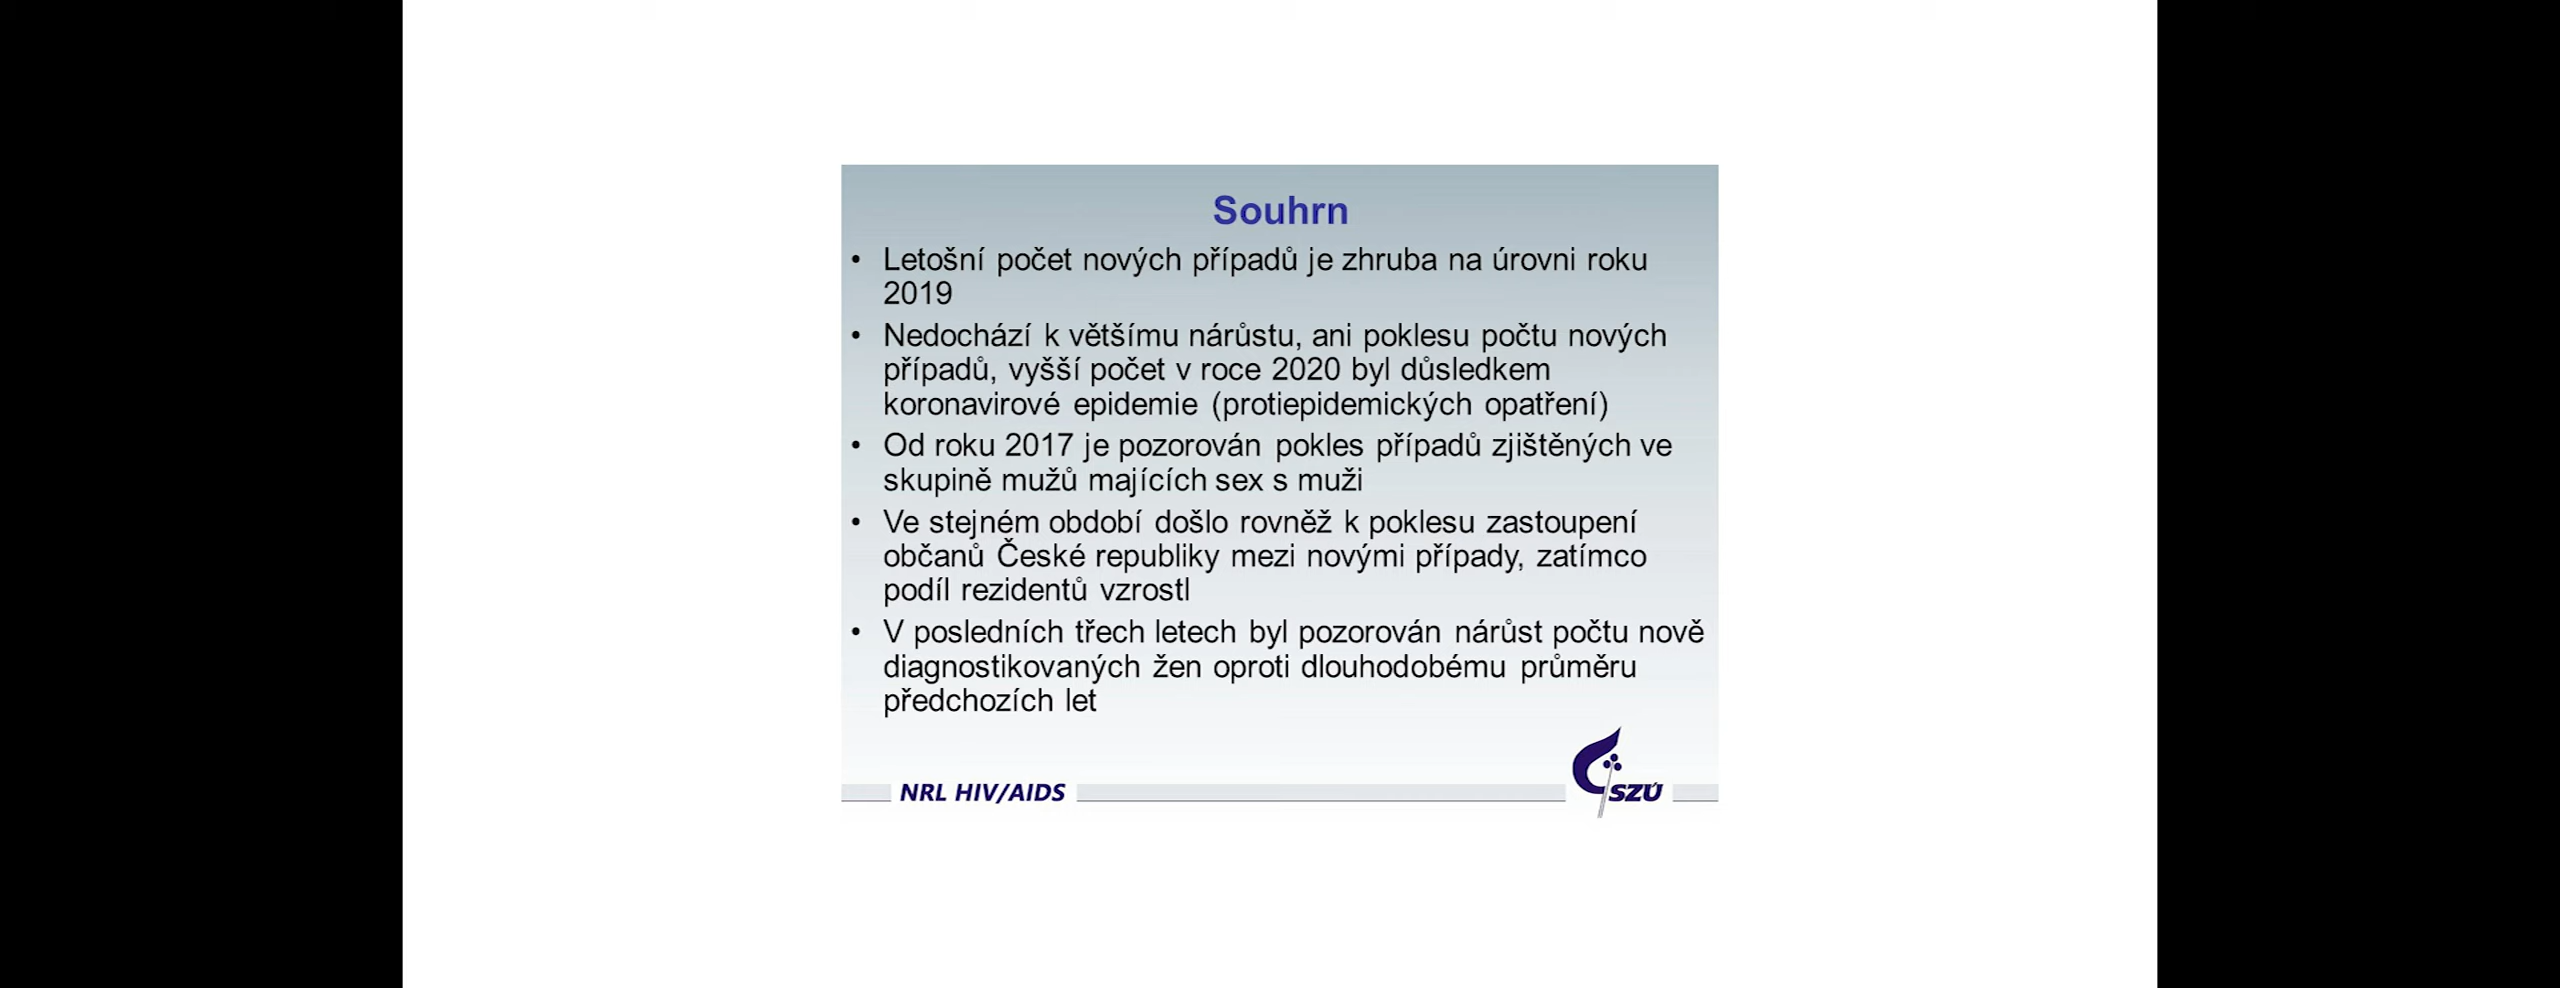 Souhrn
• Letošní počet nových případů je zhruba na úrovni roku
2019
• Nedochází k většímu nárůstu, ani poklesu počtu nových
případů, vyšší počet v roce 2020 byl důsledkem
koronavirové epidemie (protiepidemických opatření)
• Od roku 2017 je pozorován pokles případů zjištěných ve
skupině mužů majících sex s muži
• Ve stejném období došlo rovněž k poklesu zastoupení
občanů České republiky mezi novými případy, zatímco
podíl rezidentů vzrostl
• V posledních třech letech byl pozorován nárůst počtu nově
diagnostikovaných žen oproti dlouhodobému průměru
předchozích let
NRL HIV/AIDS
SZÚ